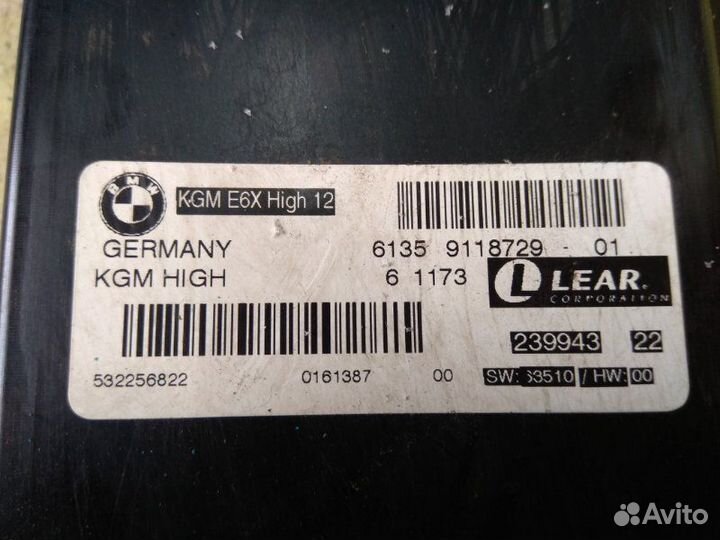 BMW
KGM E6X High 12
GERMANY
6135 9118729 - 01
KGM HIGH
6 1173
LEAR.
CORPORATION
239943 22
532256822
0161387
00
SW: 63510 / HW: 00
Avito